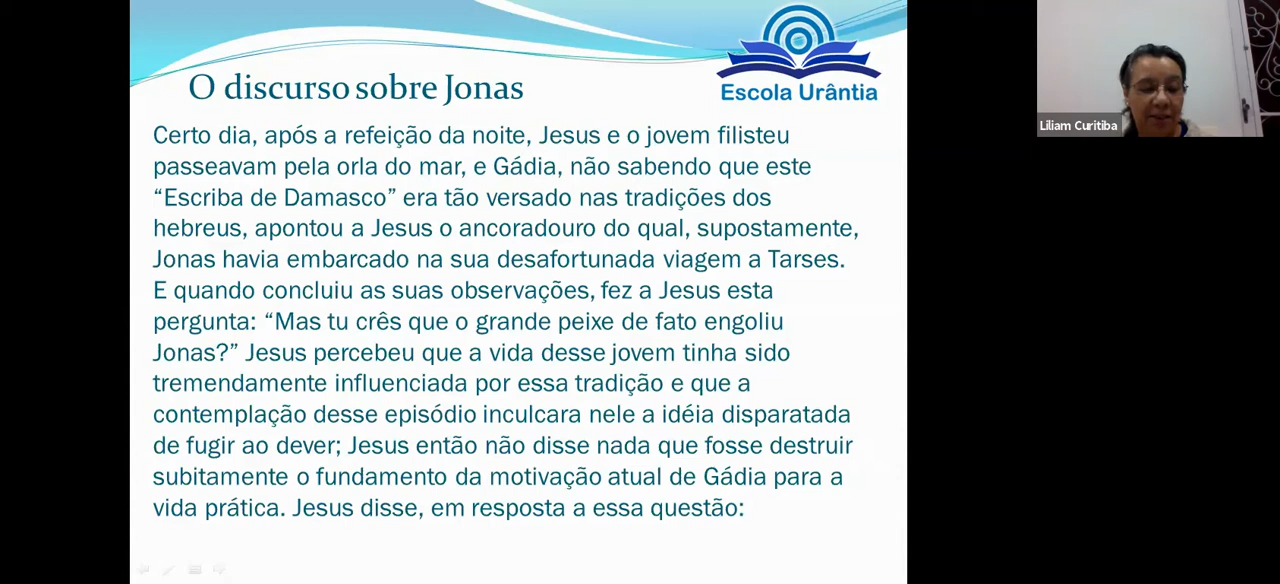 O discurso sobre Jonas
Escola Urântia
Liliam Curitiba
Certo dia, após a refeição da noite, Jesus e o jovem filisteu
passeavam pela orla do mar, e Gádia, não sabendo que este
“Escriba de Damasco” era tão versado nas tradições dos
hebreus, apontou a Jesus o ancoradouro do qual, supostamente,
Jonas havia embarcado na sua desafortunada viagem a Tarses.
E quando concluiu as suas observações, fez a Jesus esta
pergunta: “Mas tu crês que o grande peixe de fato engoliu
Jonas?” Jesus percebeu que a vida desse jovem tinha sido
tremendamente influenciada por essa tradição e que a
contemplação desse episódio inculcara nele a idéia disparatada
de fugir ao dever; Jesus então não disse nada que fosse destruir
subitamente o fundamento da motivação atual de Gádia para a
vida prática. Jesus disse, em resposta a essa questão: